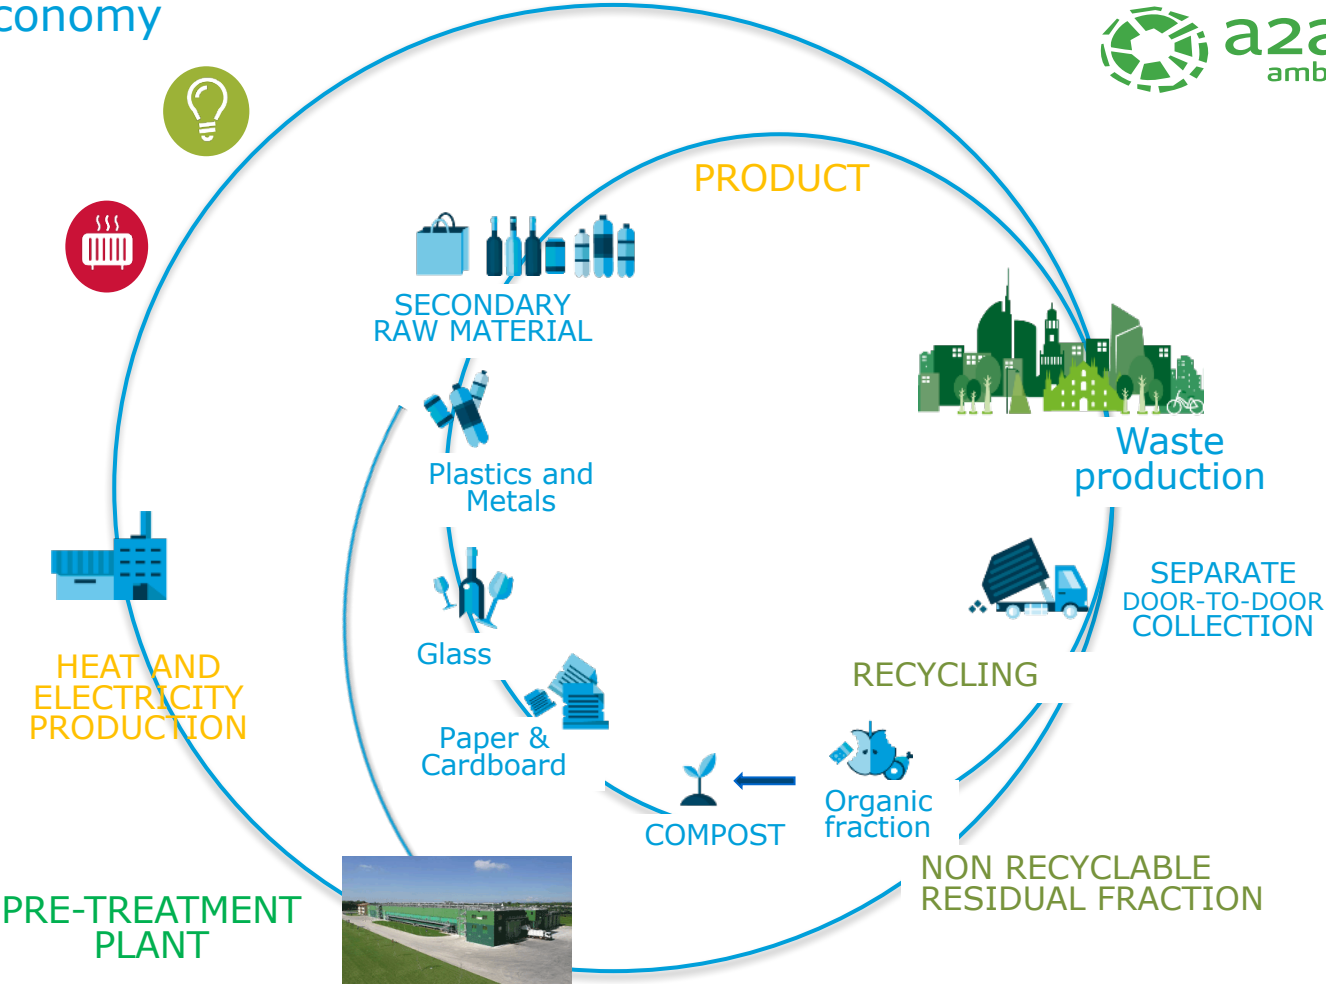 conomy
a2a
amb
PRODUCT
SECONDARY
RAW MATERIAL
Plastics and
Metals
Waste
production
SEPARATE
DOOR-TO-DOOR
COLLECTION
Glass
HEAT AND
ELECTRICITY
PRODUCTION
RECYCLING
Paper &
Cardboard
Organic
fraction
COMPOST
NON RECYCLABLE
RESIDUAL FRACTION
PRE-TREATMENT
PLANT